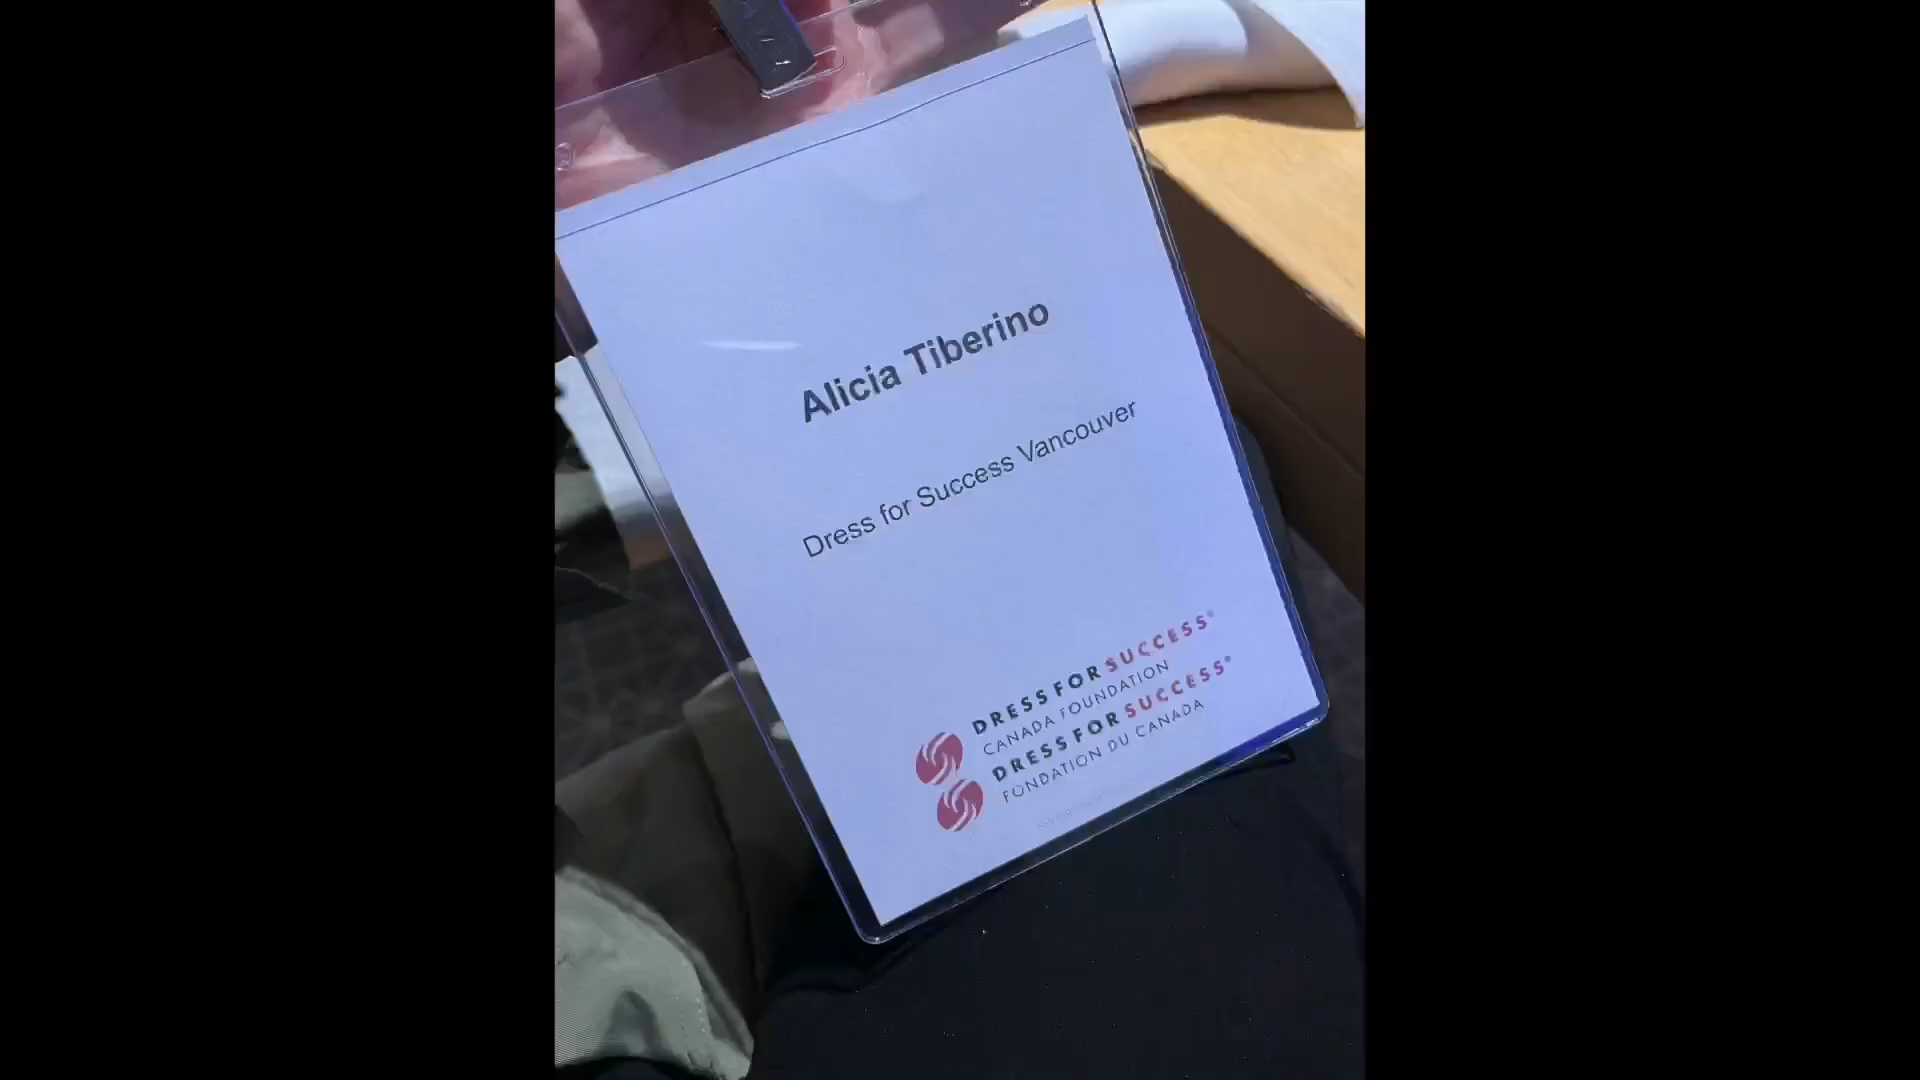 Alicia Tiberino
Dress for Success Vancouver
DRESS FOR SUCCESS®
CANADA FOUNDATION
DRESS FOR SUCCESS®
FONDATION DU CANADA